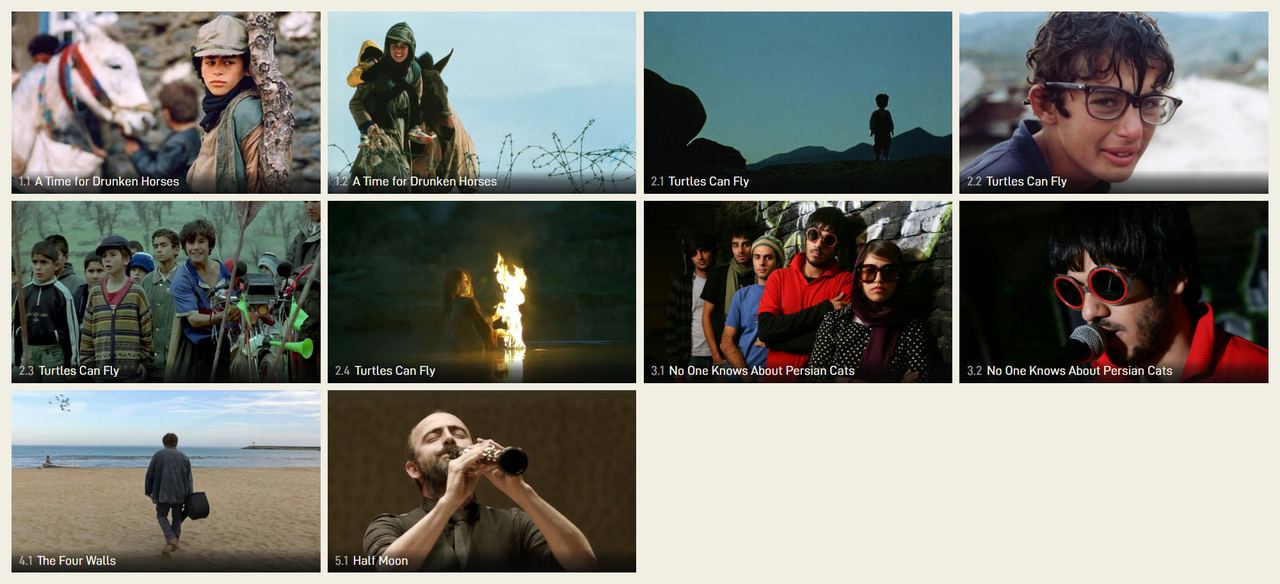 1.1 A Time for Drunken Horses
1.2 A Time for Drunken Horses
2.1 Turtles Can Fly
2.2 Turtles Can Fly
2.3 Turtles Can Fly
2.4 Turtles Can Fly
3.1 No One Knows About Persian Cats
3.2 No One Knows About Persian Cats
4.1 The Four Walls
5.1 Half Moon